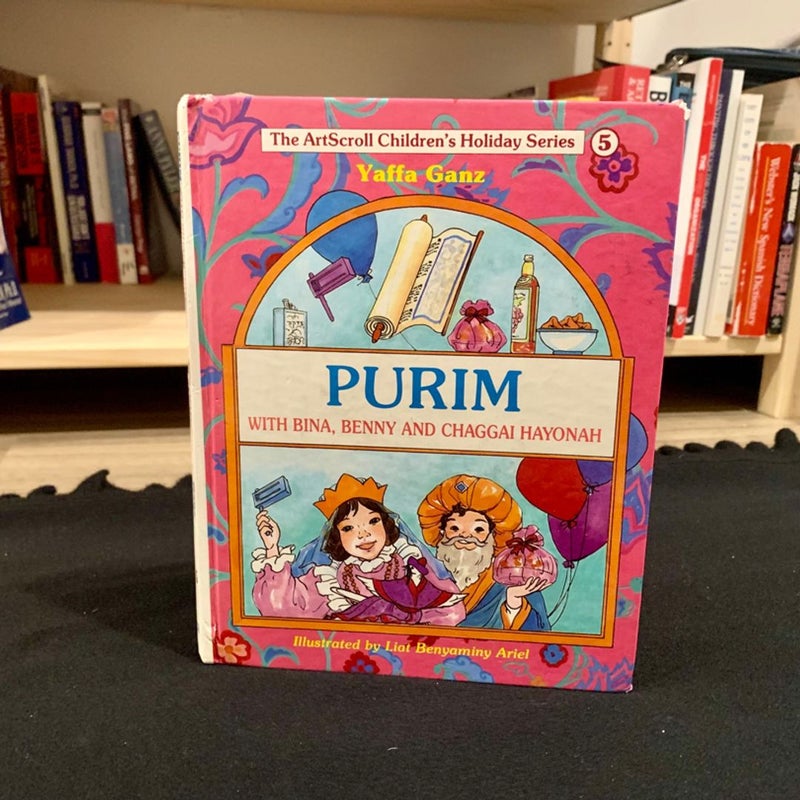 The ArtScroll Children's Holiday Series 5
Yaffa Ganz
PURIM
WITH BINA, BENNY AND CHAGGAI HAYONAH
Illustrated by Liat Benyaminy Ariel
Webster's New Spanish Dictionary